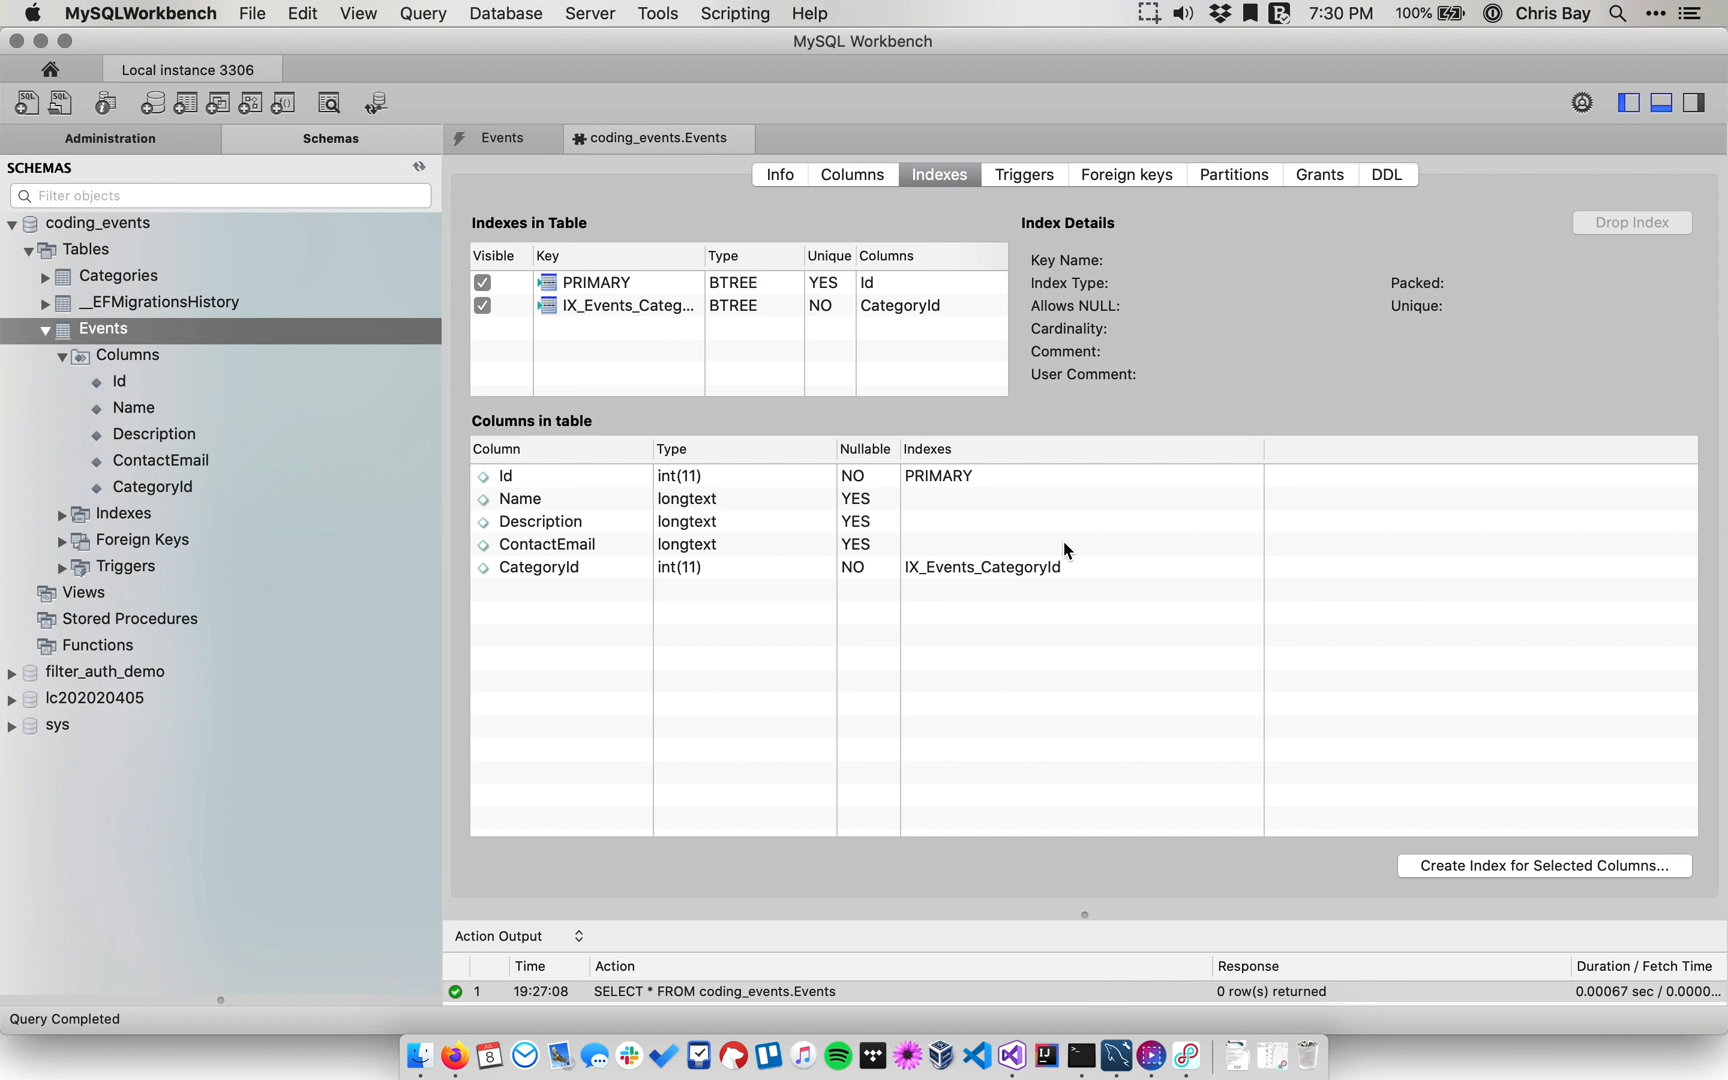 MySQLWorkbench File Edit View Query Database Server Tools Scripting Help 7:30 PM 100% Chris Bay
MySQL Workbench
Local instance 3306
SQL SQL
Administration Schemas Events coding_events.Events
SCHEMAS
Filter objects
Info Columns Indexes Triggers Foreign keys Partitions Grants DDL
coding_events
Tables
Categories
__EFMigrationsHistory
Events
Columns
Id
Name
Description
ContactEmail
CategoryId
Indexes
Foreign Keys
Triggers
Views
Stored Procedures
Functions
filter_auth_demo
lc202020405
sys
Indexes in Table
Visible Key Type Unique Columns
PRIMARY BTREE YES Id
IX_Events_Categ... BTREE NO CategoryId
Index Details
Drop Index
Key Name:
Index Type: Packed:
Allows NULL: Unique:
Cardinality:
Comment:
User Comment:
Columns in table
Column Type Nullable Indexes
Id int(11) NO PRIMARY
Name longtext YES
Description longtext YES
ContactEmail longtext YES
CategoryId int(11) NO IX_Events_CategoryId
Create Index for Selected Columns...
Action Output
Time Action Response Duration / Fetch Time
1 19:27:08 SELECT * FROM coding_events.Events 0 row(s) returned 0.00067 sec / 0.0000...
Query Completed
8
IJ